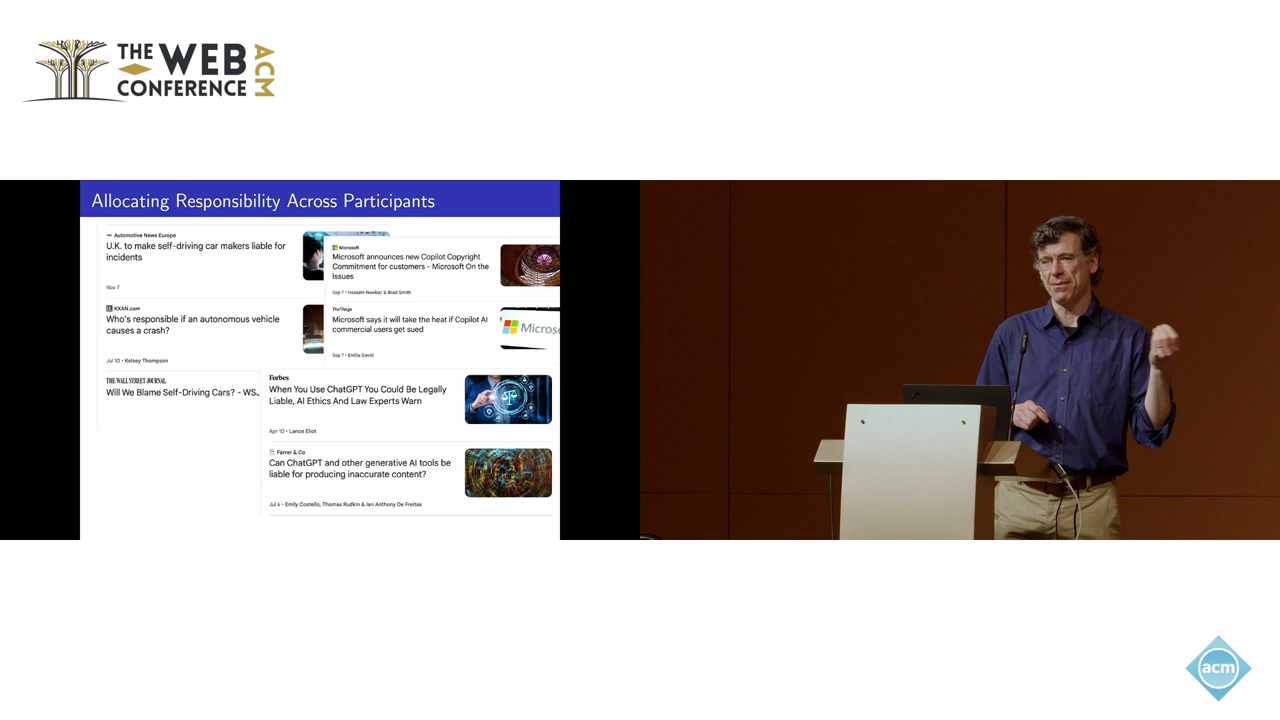 THE WEB
CONFERENCE
ACM
Allocating Responsibility Across Participants
Automotive News Europe
U.K. to make self-driving car makers liable for
incidents
Nov 7
KXAN.com
Who's responsible if an autonomous vehicle
causes a crash?
Jul 10 • Kelsey Thompson
THE WALL STREET JOURNAL
Will We Blame Self-Driving Cars? - WS
Microsoft
Microsoft announces new Copilot Copyright
Commitment for customers - Microsoft On the
Issues
Sep 7 • Hossein Nowbar & Brad Smith
TheVerge
Microsoft says it will take the heat if Copilot AI
commercial users get sued
Sep 7 • Emilia David
Microso
Forbes
When You Use ChatGPT You Could Be Legally
Liable, AI Ethics And Law Experts Warn
Apr 10 • Lance Eliot
Farrer & Co
Can ChatGPT and other generative AI tools be
liable for producing inaccurate content?
Jul 6 • Emily Costello, Thomas Rudkin & Ian Anthony De Freitas
acm